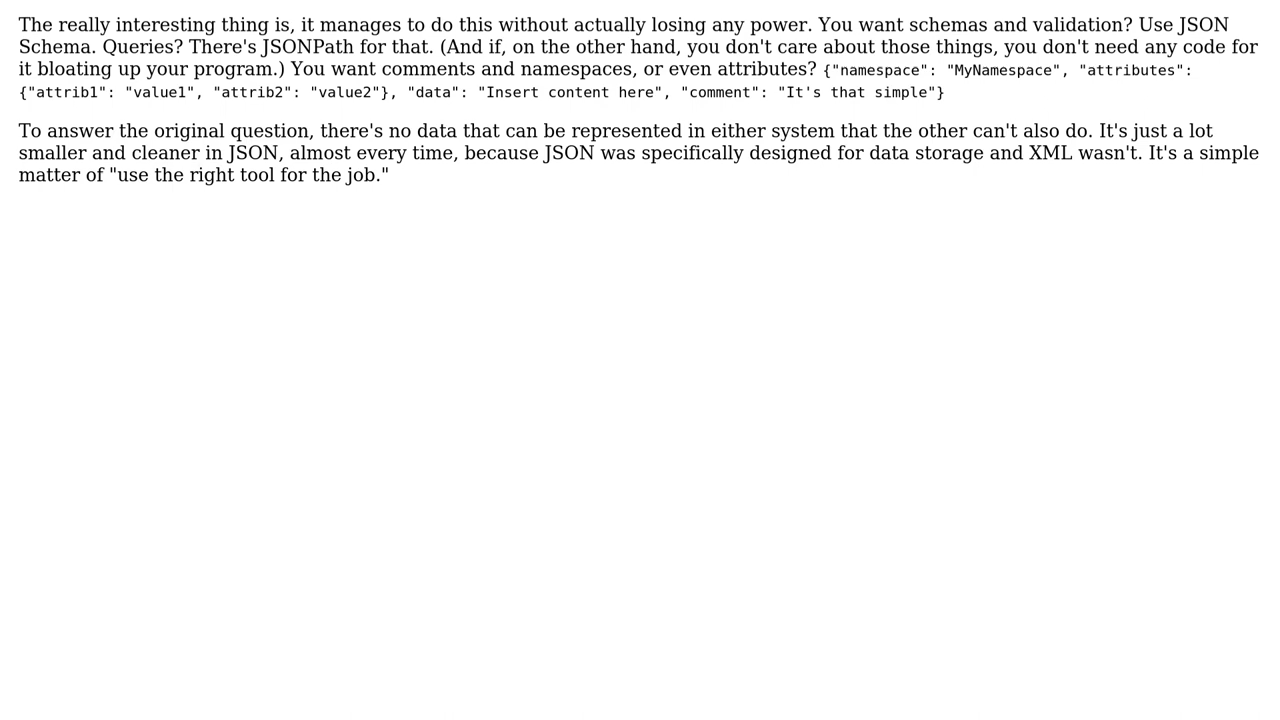 The really interesting thing is, it manages to do this without actually losing any power. You want schemas and validation? Use JSON
Schema. Queries? There's JSONPath for that. (And if, on the other hand, you don't care about those things, you don't need any code for
it bloating up your program.) You want comments and namespaces, or even attributes? {"namespace": "MyNamespace", "attributes":
{"attrib1": "value1", "attrib2": "value2"}, "data": "Insert content here", "comment": "It's that simple"}
To answer the original question, there's no data that can be represented in either system that the other can't also do. It's just a lot
smaller and cleaner in JSON, almost every time, because JSON was specifically designed for data storage and XML wasn't. It's a simple
matter of "use the right tool for the job."